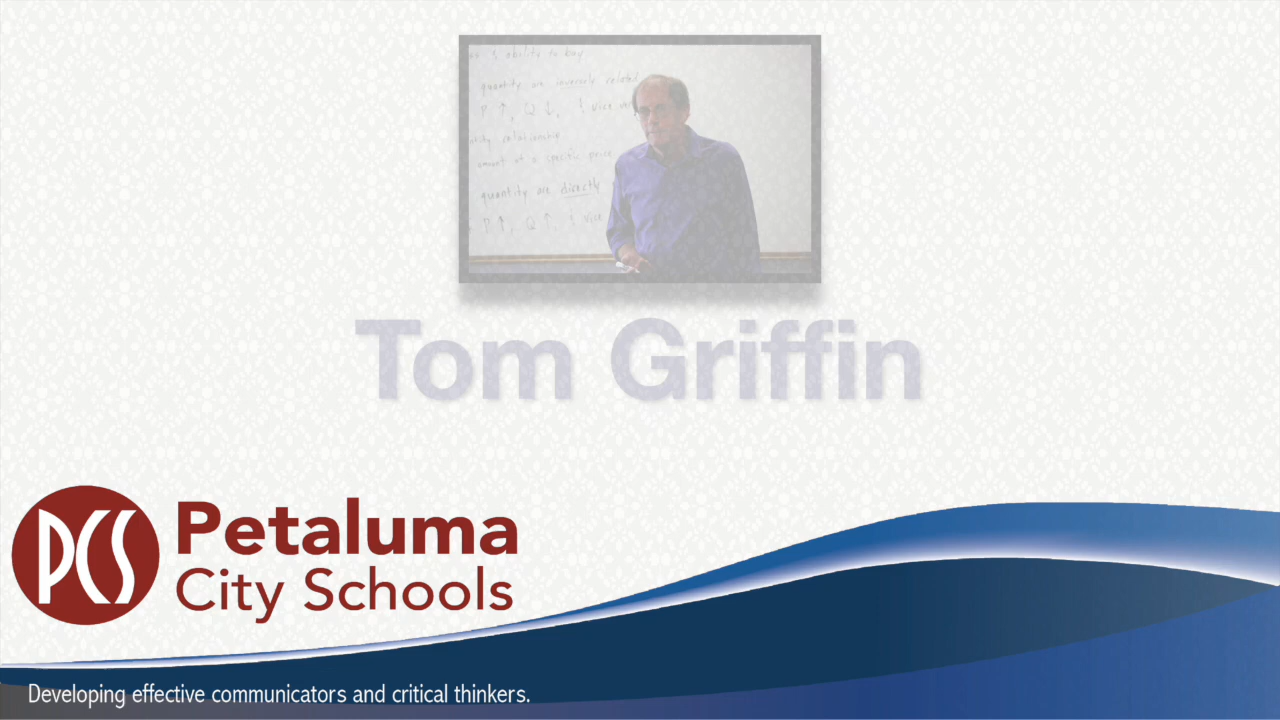 & ability to buy
quantity are inversely related
P ↑, Q ↓, & vice ver
relationship
amount at a specific price
quantity are directly
P ↑, Q ↑, & vice
Tom Griffin
PCS
Petaluma
City Schools
Developing effective communicators and critical thinkers.